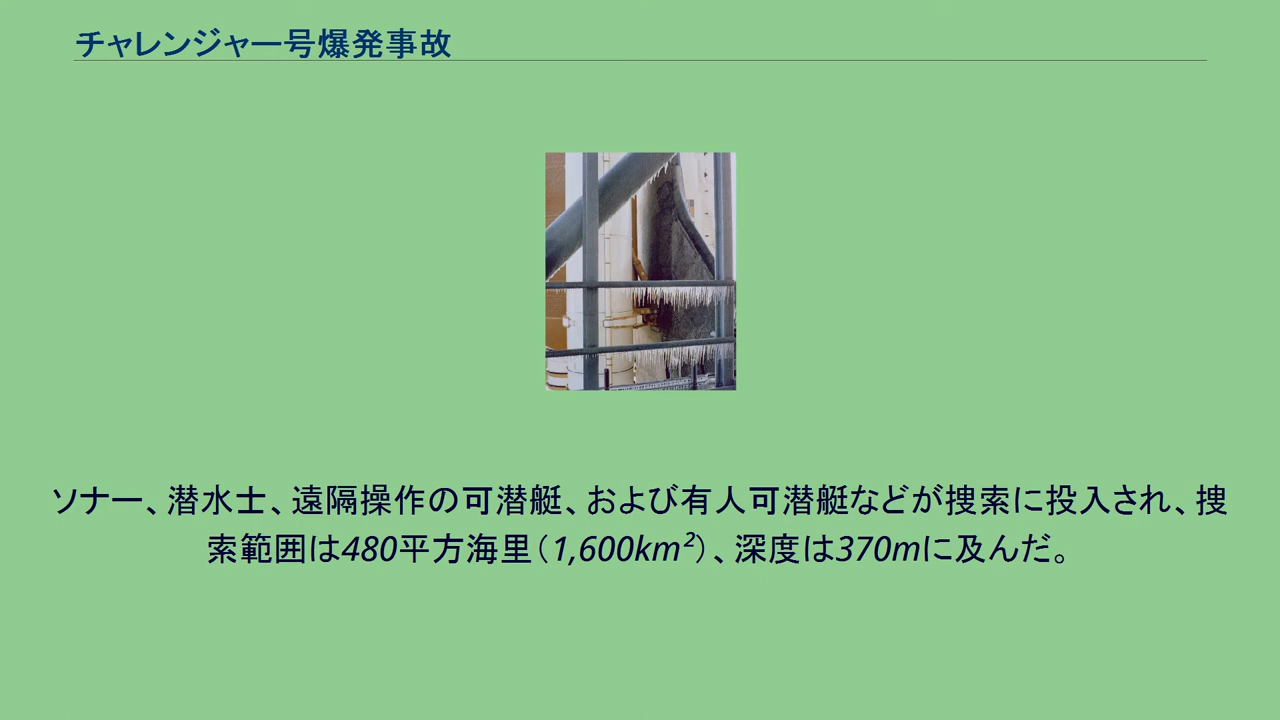 チャレンジャー号爆発事故
ソナー、潜水士、遠隔操作の可潜艇、および有人可潜艇などが捜索に投入され、捜
索範囲は480平方海里（1,600km²）、深度は370mに及んだ。